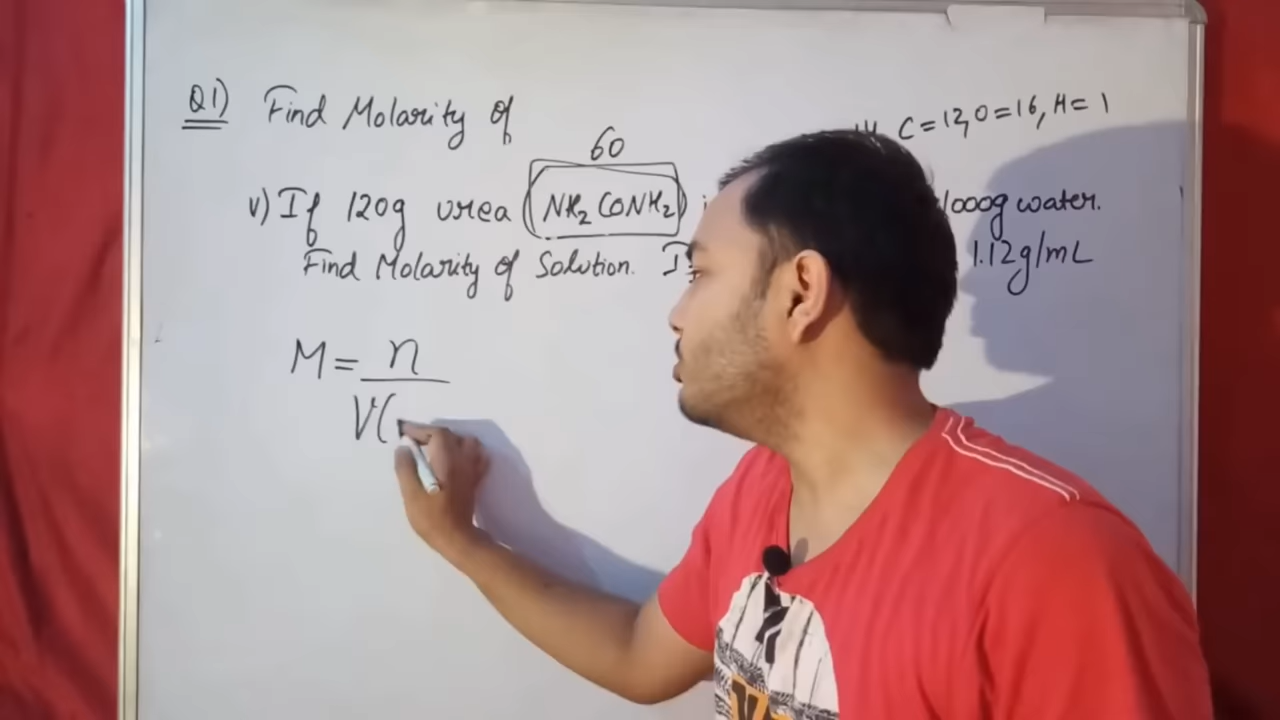 Q1) Find Molarity of
C=12, O=16, H=1
60
v) If 120g urea (NH₂CONH₂) 1000g water.
Find Molarity of Solution. If 1.12g/mL
M = n
V(